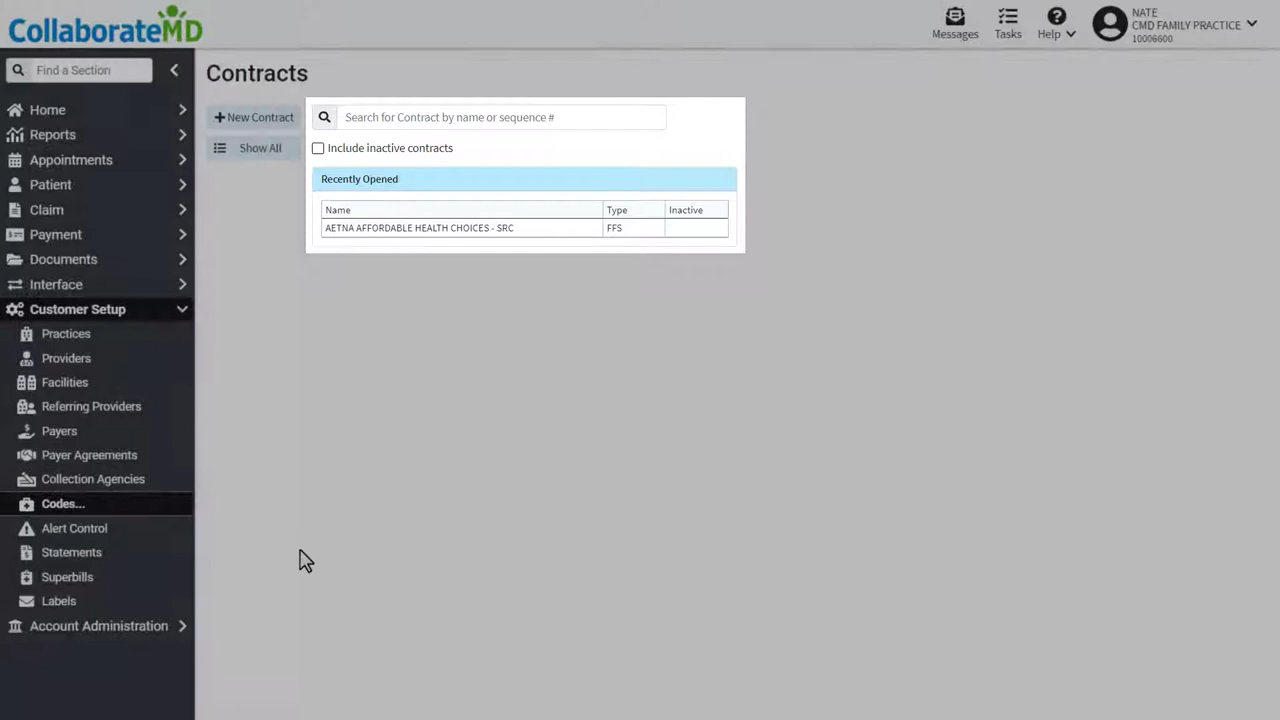 CollaborateMD
Messages
Tasks
Help
NATE
CMD FAMILY PRACTICE
10006600
Find a Section
Home
Reports
Appointments
Patient
Claim
Payment
Documents
Interface
Customer Setup
Practices
Providers
Facilities
Referring Providers
Payers
Payer Agreements
Collection Agencies
Codes...
Alert Control
Statements
Superbills
Labels
Account Administration
Contracts
New Contract
Show All
Search for Contract by name or sequence #
Include inactive contracts
Recently Opened
Name Type Inactive
AETNA AFFORDABLE HEALTH CHOICES - SRC FFS